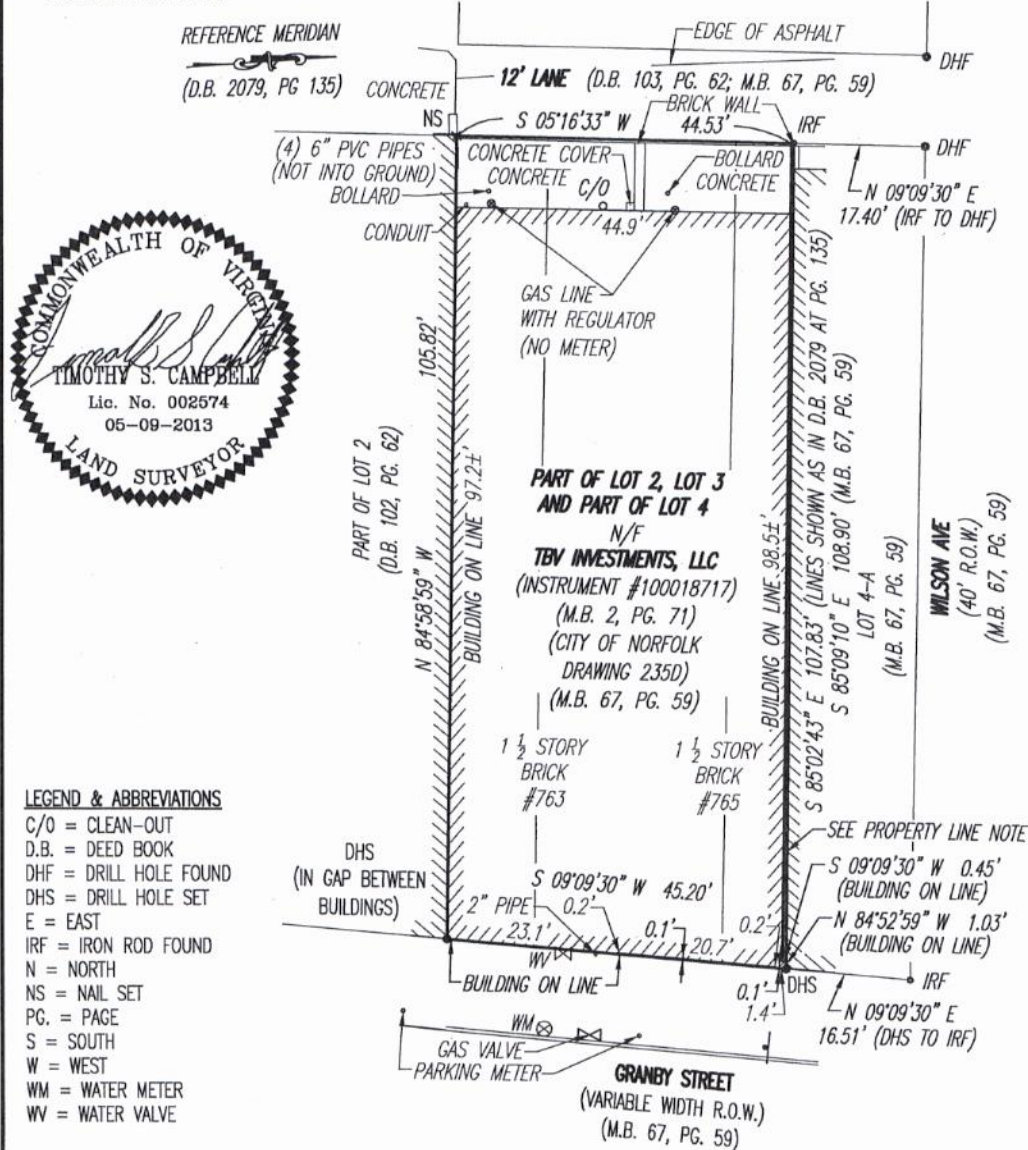 REFERENCE MERIDIAN
(D.B. 2079, PG 135)
EDGE OF ASPHALT
DHF
12' LANE (D.B. 103, PG. 62; M.B. 67, PG. 59)
CONCRETE
BRICK WALL
NS
S 05°16'33" W 44.53'
IRF
DHF
(4) 6" PVC PIPES
(NOT INTO GROUND)
BOLLARD
CONCRETE COVER
CONCRETE
C/O
BOLLARD
CONCRETE
N 09°09'30" E
17.40' (IRF TO DHF)
CONDUIT
44.9'
GAS LINE
WITH REGULATOR
(NO METER)
COMMONWEALTH OF VIRGINIA
TIMOTHY S. CAMPBELL
Lic. No. 002574
05-09-2013
LAND SURVEYOR
105.82'
N 84°58'59" W
PART OF LOT 2
(D.B. 102, PG. 62)
BUILDING ON LINE 97.2±'
PART OF LOT 2, LOT 3
AND PART OF LOT 4
N/F
TBV INVESTMENTS, LLC
(INSTRUMENT #100018717)
(M.B. 2, PG. 71)
(CITY OF NORFOLK
DRAWING 235D)
(M.B. 67, PG. 59)
BUILDING ON LINE 98.5±'
S 85°02'43" E 107.83' (LINES SHOWN AS IN D.B. 2079 AT PG. 135)
S 85°09'10" E 108.90' (M.B. 67, PG. 59)
LOT 4-A
(M.B. 67, PG. 59)
WILSON AVE
(40' R.O.W.)
(M.B. 67, PG. 59)
1 ½ STORY
BRICK
#763
1 ½ STORY
BRICK
#765
LEGEND & ABBREVIATIONS
C/O = CLEAN-OUT
D.B. = DEED BOOK
DHF = DRILL HOLE FOUND
DHS = DRILL HOLE SET
E = EAST
IRF = IRON ROD FOUND
N = NORTH
NS = NAIL SET
PG. = PAGE
S = SOUTH
W = WEST
WM = WATER METER
WV = WATER VALVE
DHS
(IN GAP BETWEEN
BUILDINGS)
S 09°09'30" W 45.20'
2" PIPE
0.2'
23.1'
0.1'
20.7'
0.2'
WV
BUILDING ON LINE
SEE PROPERTY LINE NOTE
S 09°09'30" W 0.45'
(BUILDING ON LINE)
N 84°52'59" W 1.03'
(BUILDING ON LINE)
DHS
IRF
0.1'
1.4'
N 09°09'30" E
16.51' (DHS TO IRF)
WM
GAS VALVE
PARKING METER
GRANBY STREET
(VARIABLE WIDTH R.O.W.)
(M.B. 67, PG. 59)